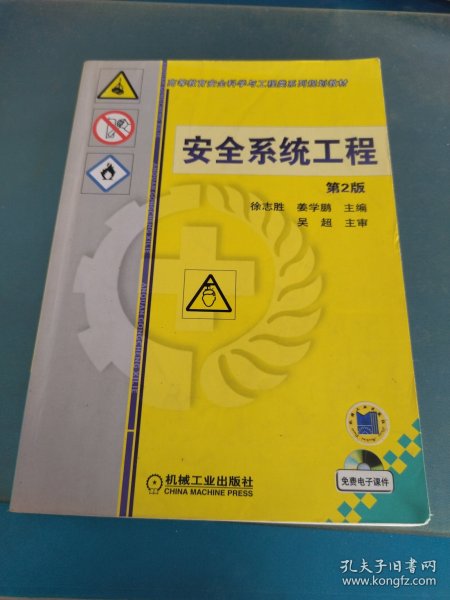 高等教育安全科学与工程类系列规划教材
安全系统工程
第2版
徐志胜 姜学鹏 主编
吴超 主审
机械工业出版社
CHINA MACHINE PRESS
免费电子课件
孔夫子旧书网
www.kongfz.com